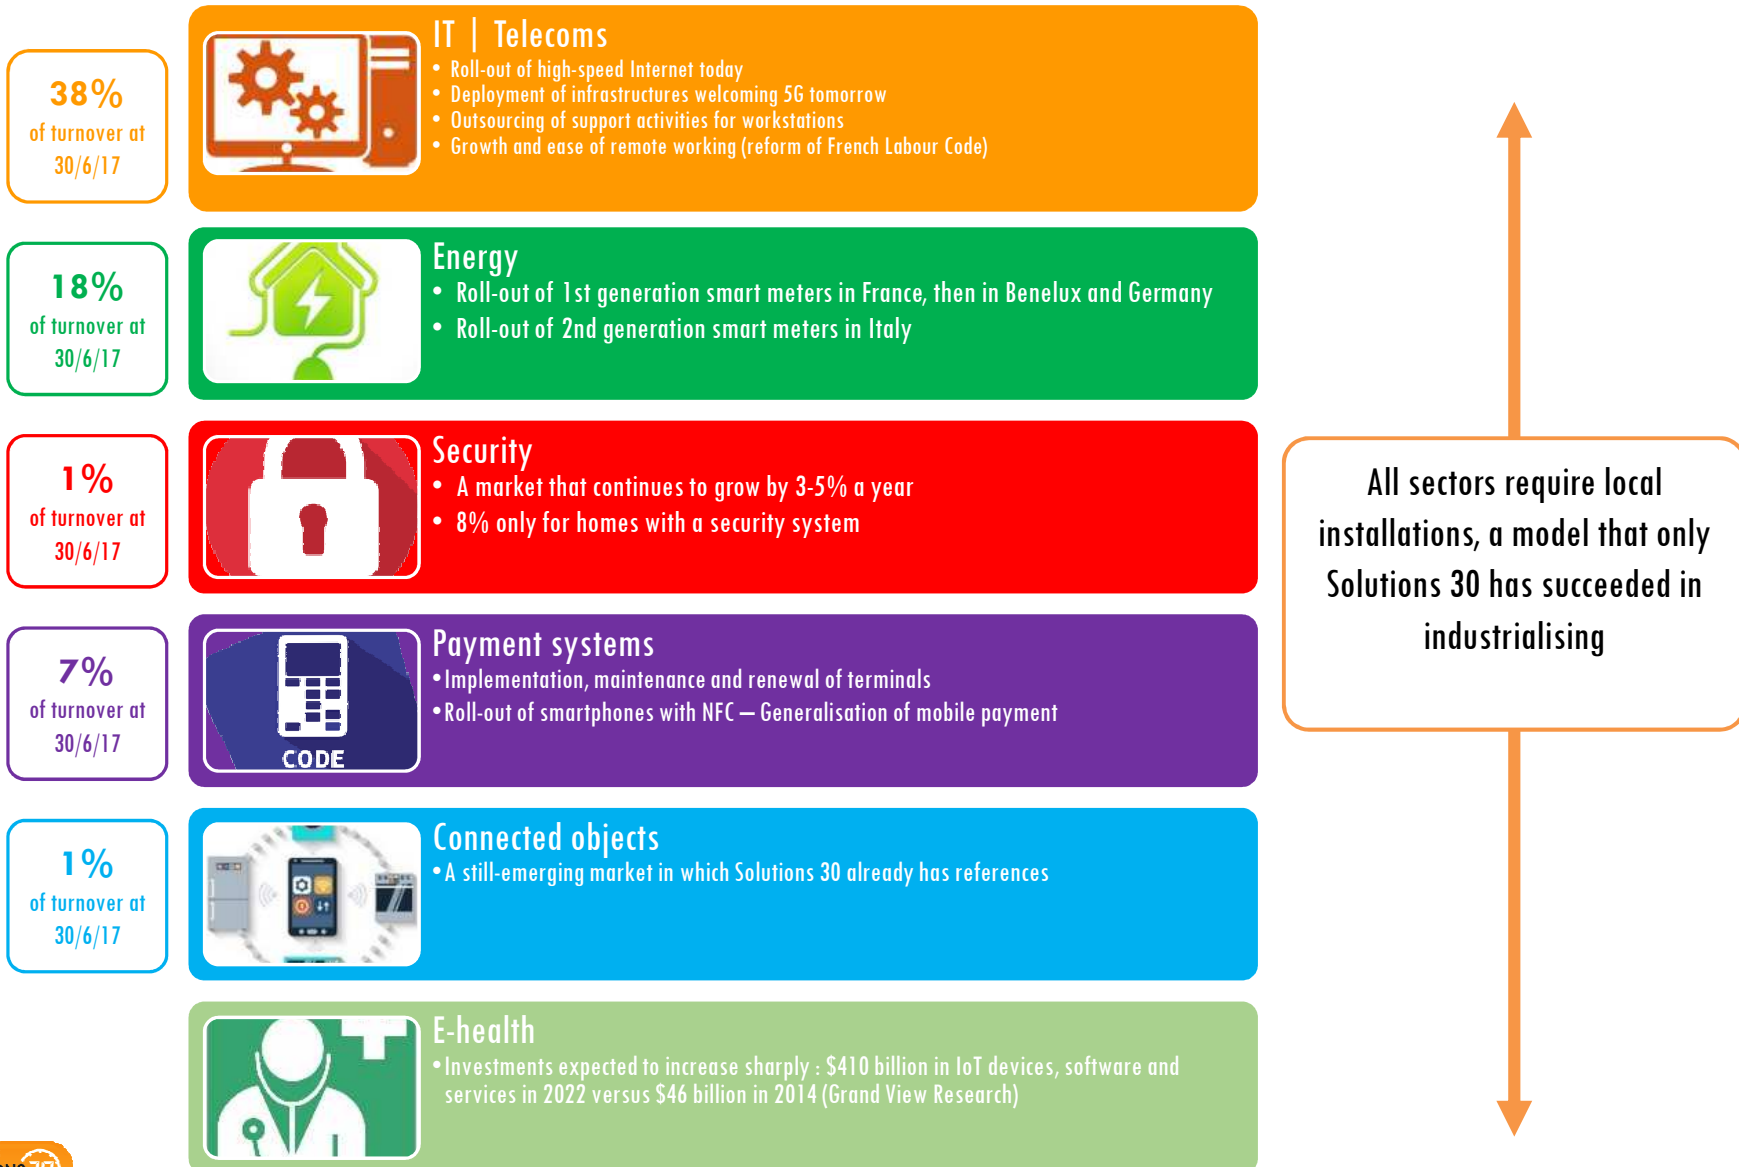 38%
of turnover at
30/6/17
IT | Telecoms
• Roll-out of high-speed Internet today
• Deployment of infrastructures welcoming 5G tomorrow
• Outsourcing of support activities for workstations
• Growth and ease of remote working (reform of French Labour Code)
18%
of turnover at
30/6/17
Energy
• Roll-out of 1st generation smart meters in France, then in Benelux and Germany
• Roll-out of 2nd generation smart meters in Italy
1%
of turnover at
30/6/17
Security
• A market that continues to grow by 3-5% a year
• 8% only for homes with a security system
7%
of turnover at
30/6/17
CODE
Payment systems
• Implementation, maintenance and renewal of terminals
• Roll-out of smartphones with NFC – Generalisation of mobile payment
1%
of turnover at
30/6/17
Connected objects
• A still-emerging market in which Solutions 30 already has references
E-health
• Investments expected to increase sharply : $410 billion in IoT devices, software and
services in 2022 versus $46 billion in 2014 (Grand View Research)
All sectors require local
installations, a model that only
Solutions 30 has succeeded in
industrialising